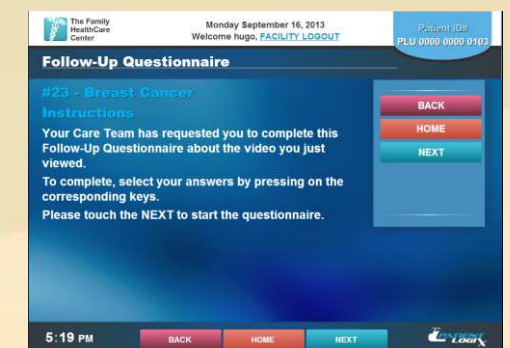 The Family
HealthCare
Center
Monday September 16, 2013
Welcome hugo, FACILITY LOGOUT
Patient ID#
PLU 0000 0000 0103
Follow-Up Questionnaire
#23 - Breast Cancer
Instructions
Your Care Team has requested you to complete this
Follow-Up Questionnaire about the video you just
viewed.
To complete, select your answers by pressing on the
corresponding keys.
Please touch the NEXT to start the questionnaire.
BACK
HOME
NEXT
5:19 PM
BACK
HOME
NEXT